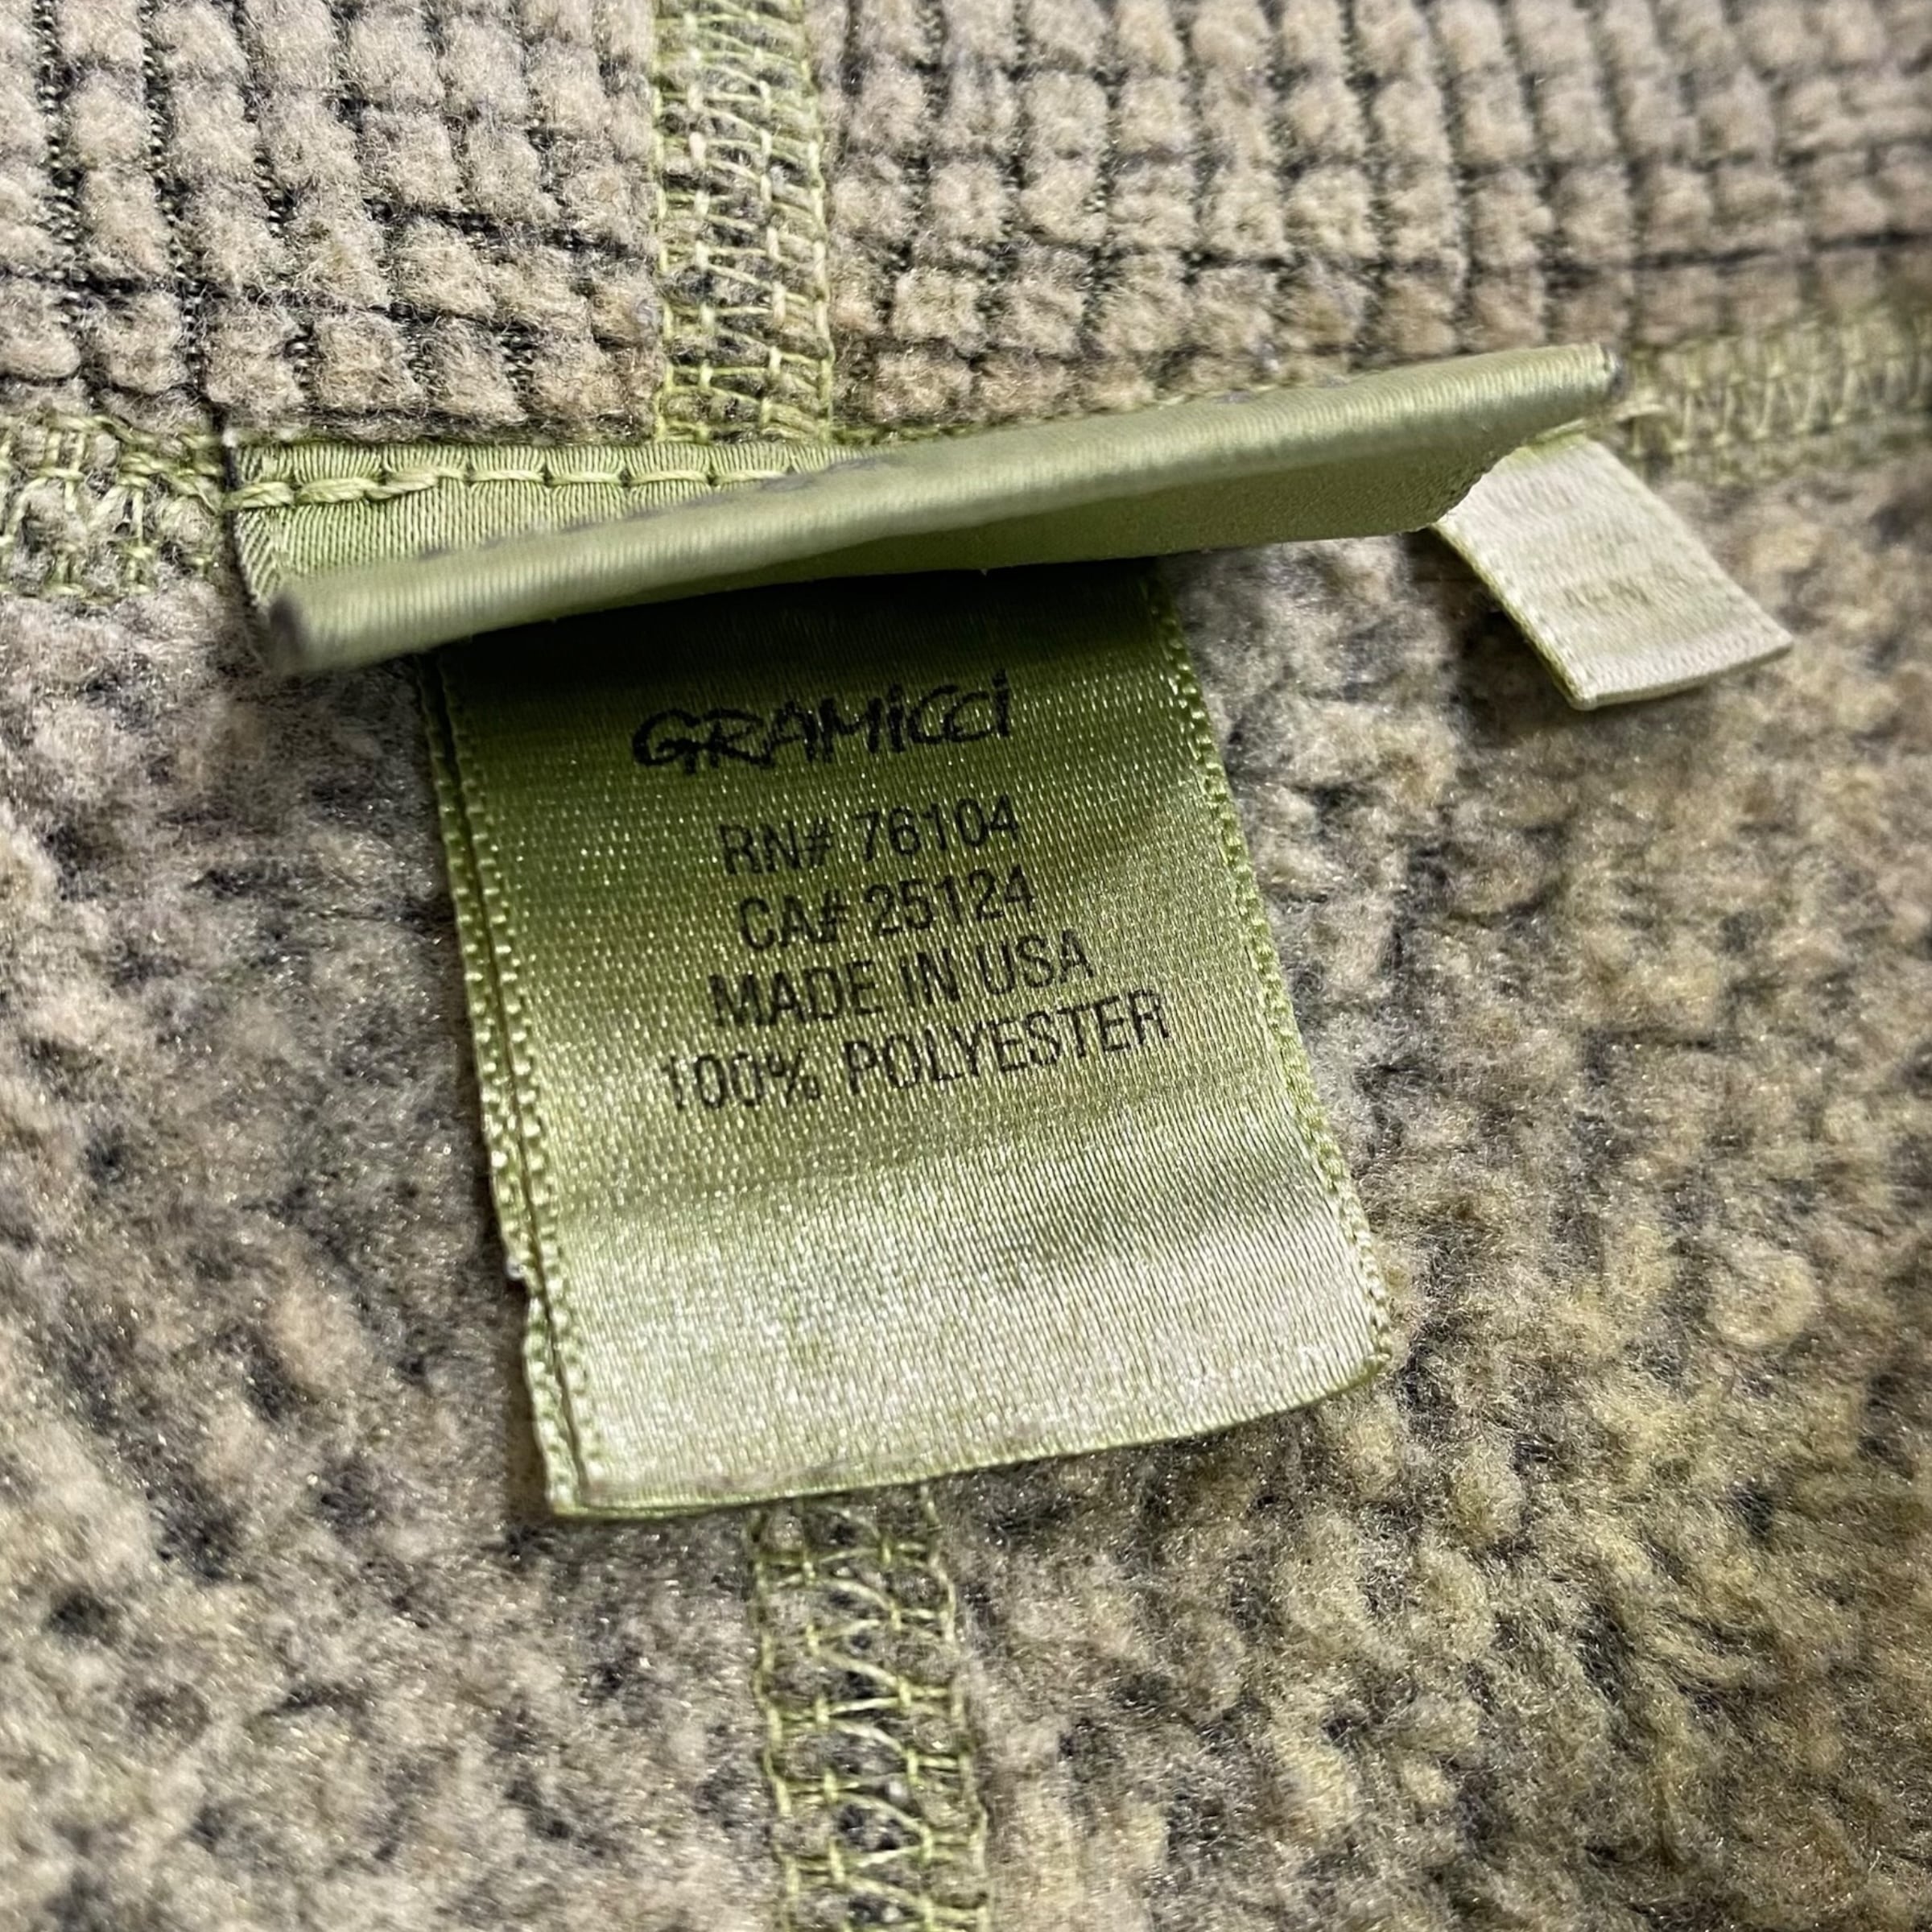 GRAMiCCi
RN# 76104
CA# 25124
MADE IN USA
100% POLYESTER